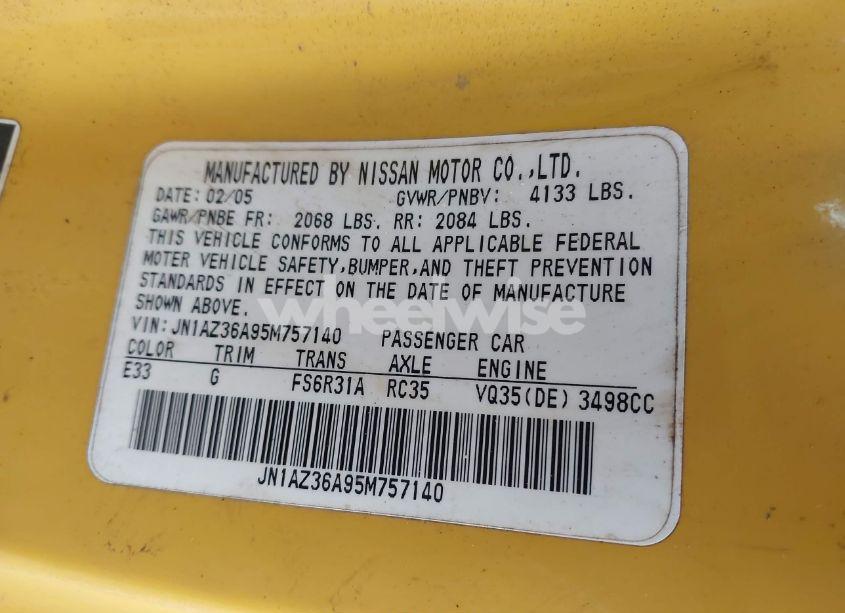 MANUFACTURED BY NISSAN MOTOR CO.,LTD.
DATE: 02/05 GVWR/PNBV: 4133 LBS.
GAWR/PNBE FR: 2068 LBS. RR: 2084 LBS.
THIS VEHICLE CONFORMS TO ALL APPLICABLE FEDERAL
MOTER VEHICLE SAFETY,BUMPER,AND THEFT PREVENTION
STANDARDS IN EFFECT ON THE DATE OF MANUFACTURE
SHOWN ABOVE.
wheelwise
VIN:JN1AZ36A95M757140 PASSENGER CAR
COLOR TRIM TRANS AXLE ENGINE
E33 G FS6R31A RC35 VQ35(DE) 3498CC
JN1AZ36A95M757140